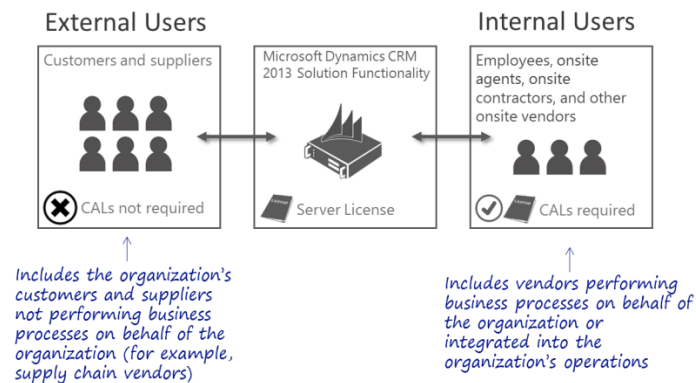 External Users
Internal Users
Customers and suppliers
Microsoft Dynamics CRM
2013 Solution Functionality
Employees, onsite
agents, onsite
contractors, and other
onsite vendors
CALs not required
License
Server License
License
CALs required
Includes the organization's
customers and suppliers
not performing business
processes on behalf of the
organization (for example,
supply chain vendors)
Includes vendors performing
business processes on behalf of
the organization or
integrated into the
organization's operations